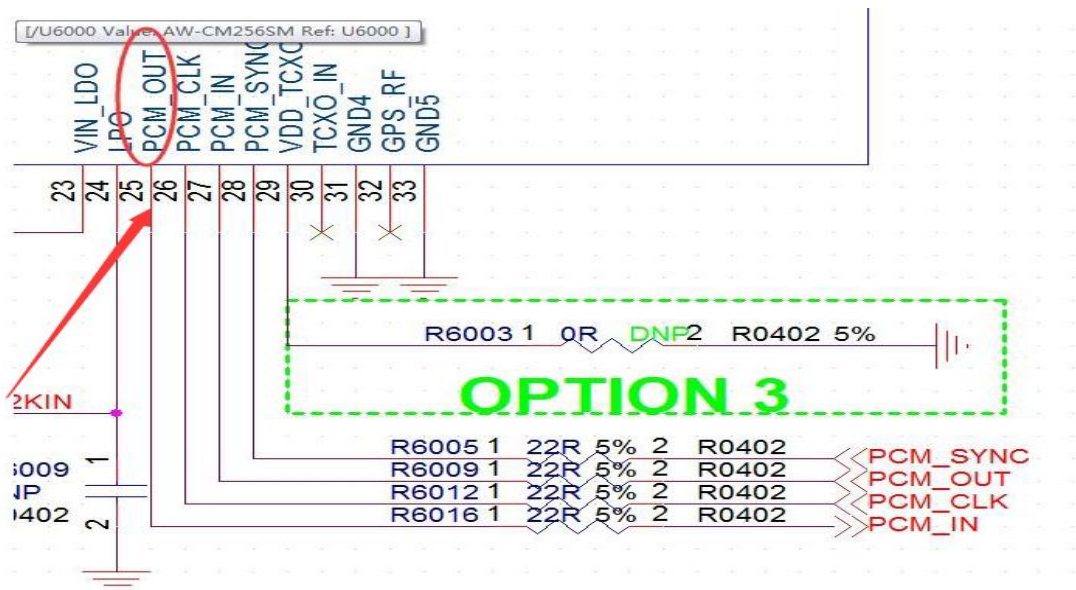 [/U6000 Value: AW-CM256SM Ref: U6000 ]
VIN_LDO
LPO
PCM_OUT
PCM_CLK
PCM_IN
PCM_SYNC
VDD_TCXO
TCXO_IN
GND4
GPS_RF
GND5
23
24
25
26
27
28
29
30
31
32
33
R6003 1 0R DNP 2 R0402 5%
OPTION 3
2KIN
R6005 1 22R 5% 2 R0402 PCM_SYNC
R6009 1 22R 5% 2 R0402 PCM_OUT
R6012 1 22R 5% 2 R0402 PCM_CLK
R6016 1 22R 5% 2 R0402 PCM_IN
6009 1
NP
0402 2